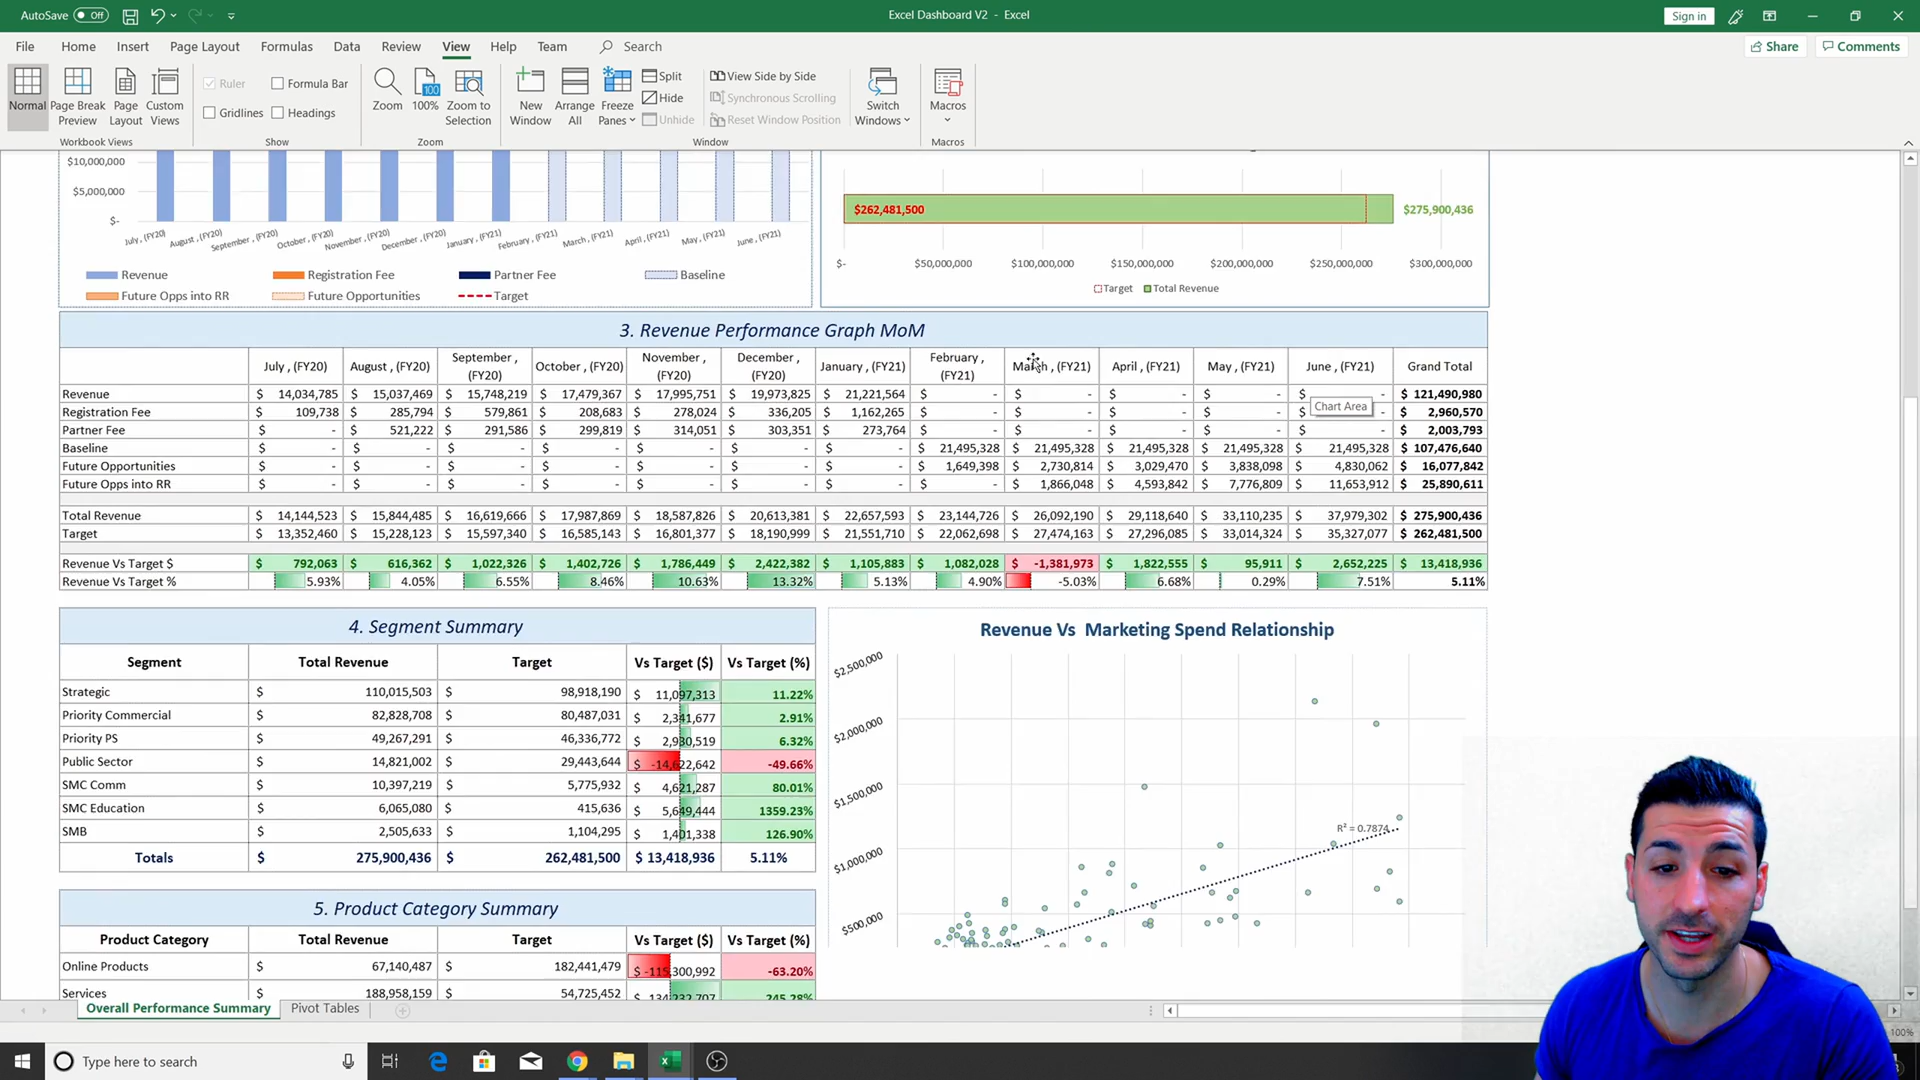 AutoSave Off Excel Dashboard V2 - Excel Sign in
File Home Insert Page Layout Formulas Data Review View Help Team Search Share Comments
Normal Page Break Preview Page Layout Custom Views Ruler Formula Bar Gridlines Headings Zoom 100% Zoom to Selection New Window Arrange All Freeze Panes Split Hide Unhide View Side by Side Synchronous Scrolling Reset Window Position Switch Windows Macros
Workbook Views Show Zoom Window Macros
$10,000,000
$5,000,000
$-
July , (FY20) August , (FY20) September , (FY20) October , (FY20) November , (FY20) December , (FY20) January , (FY21) February , (FY21) March , (FY21) April , (FY21) May , (FY21) June , (FY21)
Revenue Registration Fee Partner Fee Baseline
Future Opps into RR Future Opportunities Target
$262,481,500 $275,900,436
$- $50,000,000 $100,000,000 $150,000,000 $200,000,000 $250,000,000 $300,000,000
Target Total Revenue
3. Revenue Performance Graph MoM
July , (FY20) August , (FY20) September , (FY20) October , (FY20) November , (FY20) December , (FY20) January , (FY21) February , (FY21) March , (FY21) April , (FY21) May , (FY21) June , (FY21) Grand Total
Revenue $ 14,034,785 $ 15,037,469 $ 15,748,219 $ 17,479,367 $ 17,995,751 $ 19,973,825 $ 21,221,564 $ - $ - $ - $ - $ - $ 121,490,980
Registration Fee $ 109,738 $ 285,794 $ 579,861 $ 208,683 $ 278,024 $ 336,205 $ 1,162,265 $ - $ - $ - $ - $ - $ 2,960,570
Chart Area
Partner Fee $ - $ 521,222 $ 291,586 $ 299,819 $ 314,051 $ 303,351 $ 273,764 $ - $ - $ - $ - $ - $ 2,003,793
Baseline $ - $ - $ - $ - $ - $ - $ - $ 21,495,328 $ 21,495,328 $ 21,495,328 $ 21,495,328 $ 21,495,328 $ 107,476,640
Future Opportunities $ - $ - $ - $ - $ - $ - $ - $ 1,649,398 $ 2,730,814 $ 3,029,470 $ 3,838,098 $ 4,830,062 $ 16,077,842
Future Opps into RR $ - $ - $ - $ - $ - $ - $ - $ - $ 1,866,048 $ 4,593,842 $ 7,776,809 $ 11,653,912 $ 25,890,611
Total Revenue $ 14,144,523 $ 15,844,485 $ 16,619,666 $ 17,987,869 $ 18,587,826 $ 20,613,381 $ 22,657,593 $ 23,144,726 $ 26,092,190 $ 29,118,640 $ 33,110,235 $ 37,979,302 $ 275,900,436
Target $ 13,352,460 $ 15,228,123 $ 15,597,340 $ 16,585,143 $ 16,801,377 $ 18,190,999 $ 21,551,710 $ 22,062,698 $ 27,474,163 $ 27,296,085 $ 33,014,324 $ 35,327,077 $ 262,481,500
Revenue Vs Target $ $ 792,063 $ 616,362 $ 1,022,326 $ 1,402,726 $ 1,786,449 $ 2,422,382 $ 1,105,883 $ 1,082,028 $ -1,381,973 $ 1,822,555 $ 95,911 $ 2,652,225 $ 13,418,936
Revenue Vs Target % 5.93% 4.05% 6.55% 8.46% 10.63% 13.32% 5.13% 4.90% -5.03% 6.68% 0.29% 7.51% 5.11%
4. Segment Summary
Segment Total Revenue Target Vs Target ($) Vs Target (%)
Strategic $ 110,015,503 $ 98,918,190 $ 11,097,313 11.22%
Priority Commercial $ 82,828,708 $ 80,487,031 $ 2,341,677 2.91%
Priority PS $ 49,267,291 $ 46,336,772 $ 2,930,519 6.32%
Public Sector $ 14,821,002 $ 29,443,644 $ -14,622,642 -49.66%
SMC Comm $ 10,397,219 $ 5,775,932 $ 4,621,287 80.01%
SMC Education $ 6,065,080 $ 415,636 $ 5,649,444 1359.23%
SMB $ 2,505,633 $ 1,104,295 $ 1,401,338 126.90%
Totals $ 275,900,436 $ 262,481,500 $ 13,418,936 5.11%
Revenue Vs Marketing Spend Relationship
$2,500,000
$2,000,000
$1,500,000
R² = 0.7874
$1,000,000
$500,000
5. Product Category Summary
Product Category Total Revenue Target Vs Target ($) Vs Target (%)
Online Products $ 67,140,487 $ 182,441,479 $ -115,300,992 -63.20%
Services $ 188,958,159 $ 54,725,452 $ 134,232,707 245.28%
Overall Performance Summary Pivot Tables
100%
Type here to search